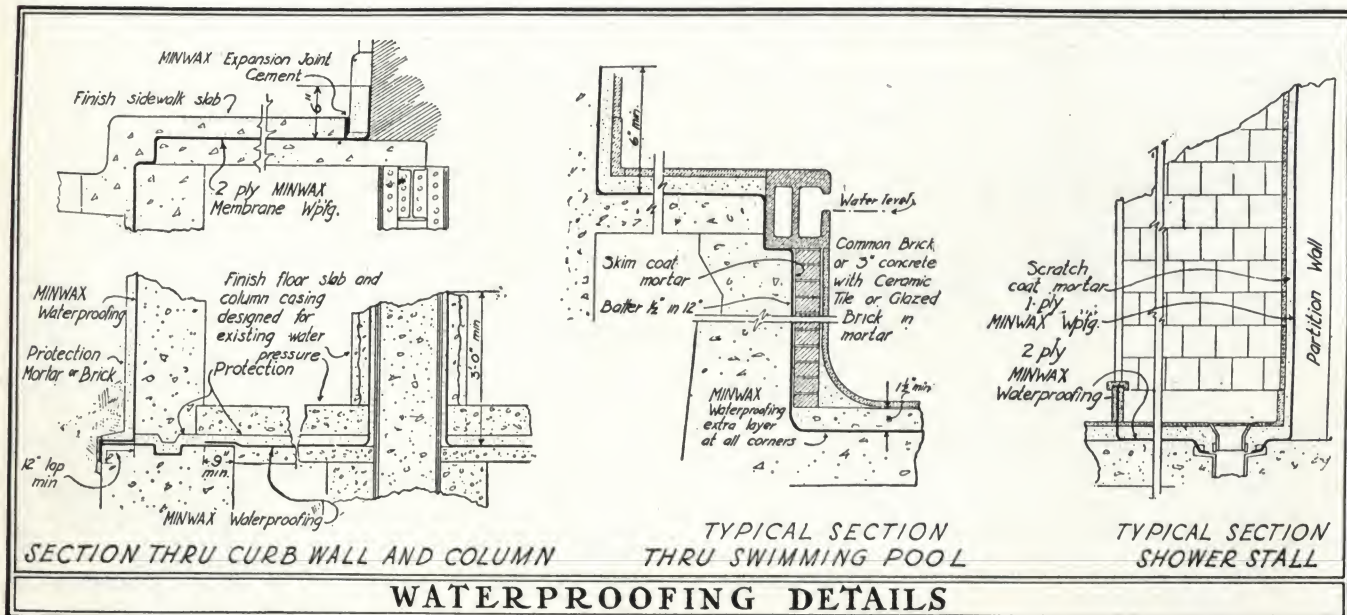 MINWAX Expansion Joint
Cement
Finish sidewalk slab
6"
2 ply MINWAX
Membrane W'pfg.
MINWAX
Waterproofing
Finish floor slab and
column casing
designed for
existing water
pressure
Protection
Mortar or Brick
Protection
3'-0" min
12" lap
min
9"
min.
MINWAX Waterproofing
SECTION THRU CURB WALL AND COLUMN
6" min
Water level
Skim coat
mortar
Batter ½" in 12"
Common Brick
or 3" concrete
with Ceramic
Tile or Glazed
Brick in
mortar
1½" min
MINWAX
Waterproofing
extra layer
at all corners
TYPICAL SECTION
THRU SWIMMING POOL
Scratch
coat mortar
1-ply
MINWAX W'pfg.
2 ply
MINWAX
Waterproofing
Partition Wall
TYPICAL SECTION
SHOWER STALL
WATERPROOFING DETAILS